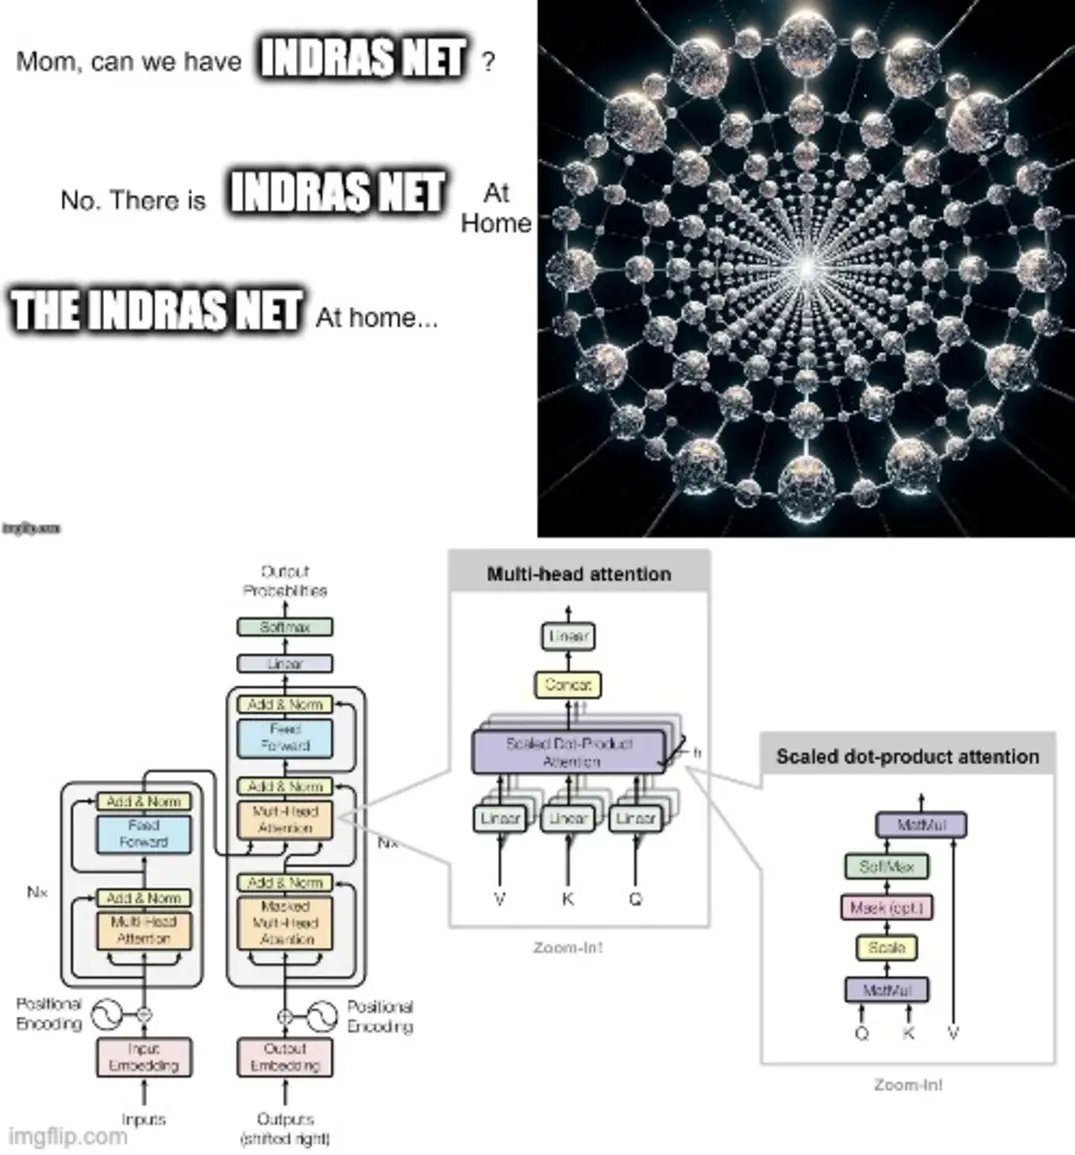 Mom, can we have INDRAS NET ?
No. There is INDRAS NET At Home
THE INDRAS NET At home...
imgflip.com
Output
Probabilities
Softmax
Linear
Add & Norm
Feed
Forward
Add & Norm
Multi-Head
Attention
Nx
Add & Norm
Masked
Multi-Head
Attention
Add & Norm
Feed
Forward
Nx
Add & Norm
Multi-Head
Attention
Positional
Encoding
Positional
Encoding
Input
Embedding
Output
Embedding
Inputs
Outputs
(shifted right)
Multi-head attention
Linear
Concat
Scaled Dot-Product
Attention
h
Linear Linear Linear
V K Q
Zoom-In!
Scaled dot-product attention
MatMul
SoftMax
Mask (opt.)
Scale
MatMul
Q K V
Zoom-In!
imgflip.com